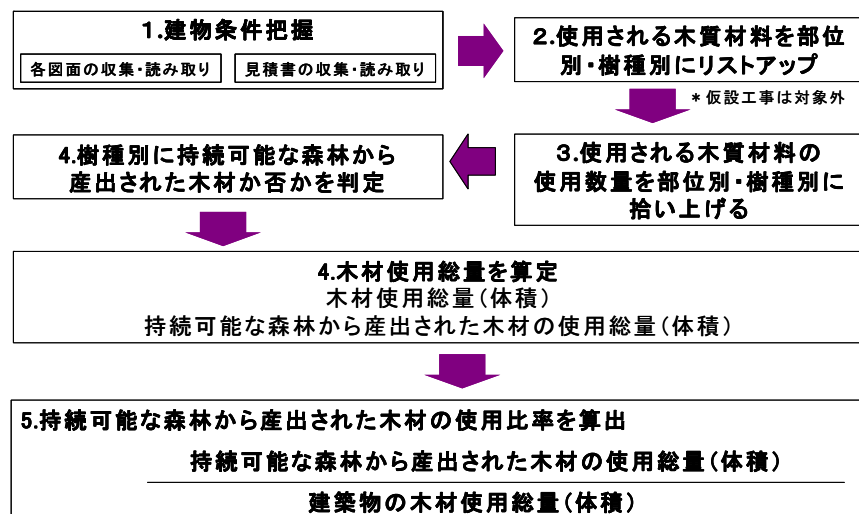 1.建物条件把握
各図面の収集・読み取り
見積書の収集・読み取り
2.使用される木質材料を部位
別・樹種別にリストアップ
*仮設工事は対象外
3.使用される木質材料の
使用数量を部位別・樹種別に
拾い上げる
4.樹種別に持続可能な森林から
産出された木材か否かを判定
4.木材使用総量を算定
木材使用総量(体積)
持続可能な森林から産出された木材の使用総量(体積)
5.持続可能な森林から産出された木材の使用比率を算出
持続可能な森林から産出された木材の使用総量(体積)
建築物の木材使用総量(体積)